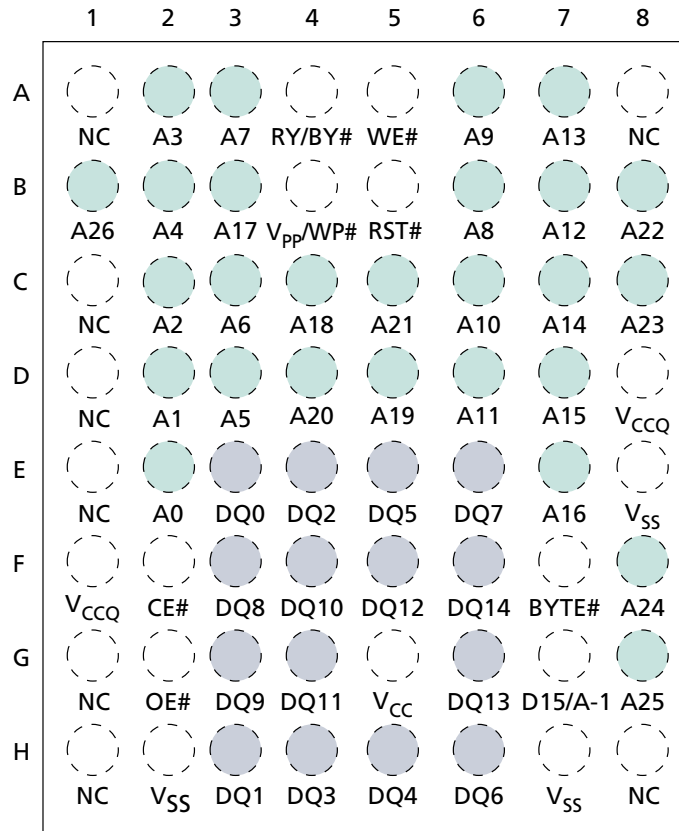 1 2 3 4 5 6 7 8
A
NC A3 A7 RY/BY# WE# A9 A13 NC
B
A26 A4 A17 VPP/WP# RST# A8 A12 A22
C
NC A2 A6 A18 A21 A10 A14 A23
D
NC A1 A5 A20 A19 A11 A15 VCCQ
E
NC A0 DQ0 DQ2 DQ5 DQ7 A16 VSS
F
VCCQ CE# DQ8 DQ10 DQ12 DQ14 BYTE# A24
G
NC OE# DQ9 DQ11 VCC DQ13 D15/A-1 A25
H
NC VSS DQ1 DQ3 DQ4 DQ6 VSS NC